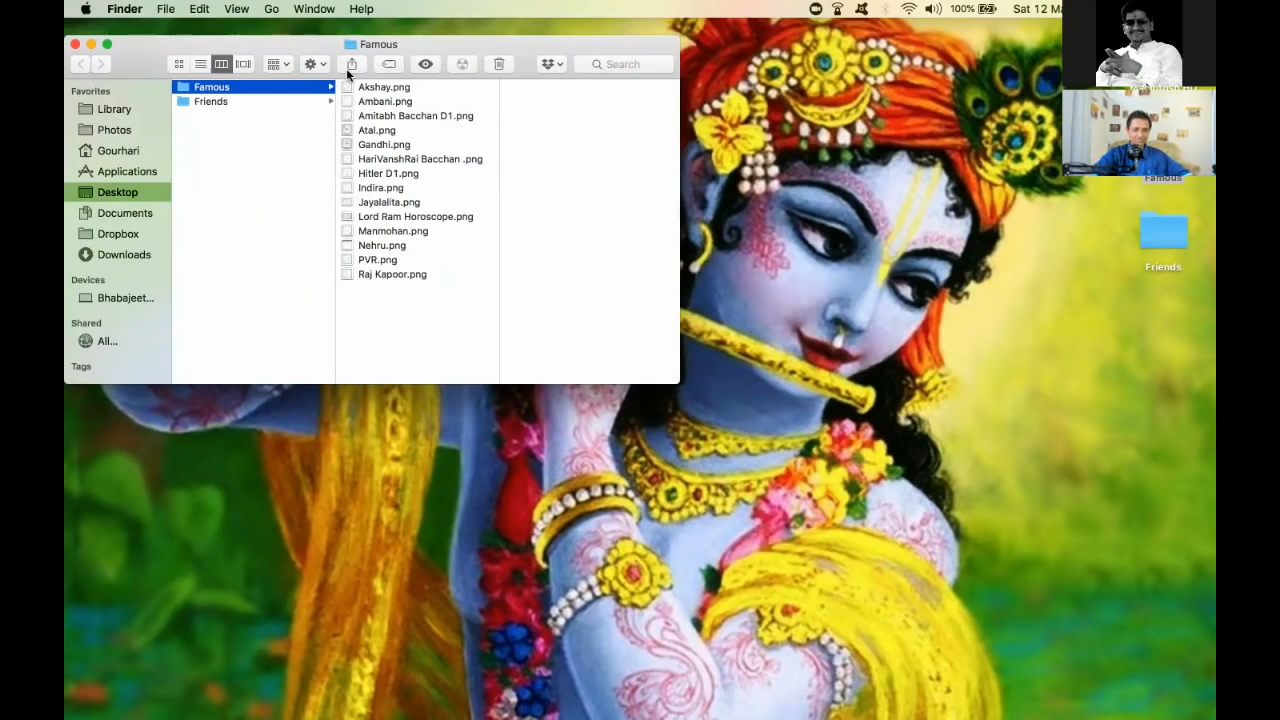 Finder File Edit View Go Window Help 100% Sat 12 Ma
Famous
Search
Favorites
Library
Photos
Gourhari
Applications
Desktop
Documents
Dropbox
Downloads
Devices
Bhabajeet...
Shared
All...
Tags
Famous
Friends
Akshay.png
Ambani.png
Amitabh Bacchan D1.png
Atal.png
Gandhi.png
HariVanshRai Bacchan .png
Hitler D1.png
Indira.png
Jayalalita.png
Lord Ram Horoscope.png
Manmohan.png
Nehru.png
PVR.png
Raj Kapoor.png
Famous
Friends